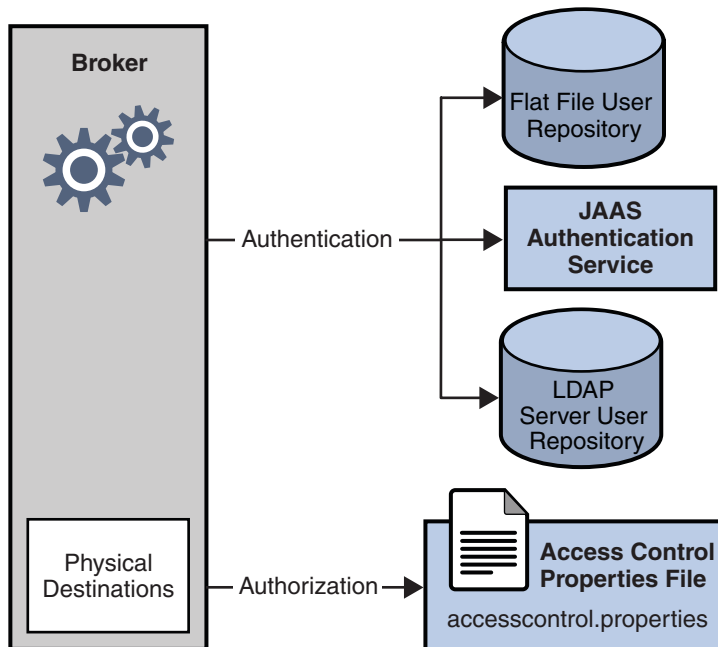 Broker
Flat File User
Repository
Authentication
JAAS
Authentication
Service
LDAP
Server User
Repository
Physical
Destinations
Authorization
Access Control
Properties File
accesscontrol.properties